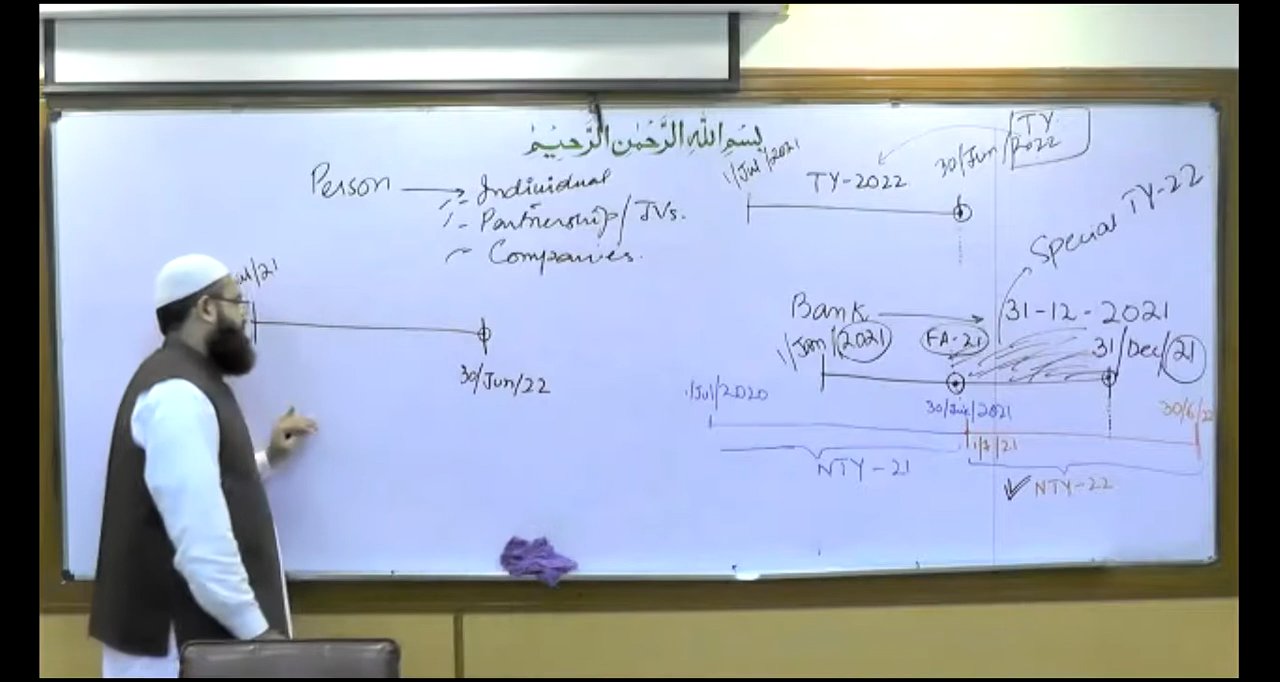 بِسْمِ اللهِ الرَّحْمٰنِ الرَّحِيْمِ
Person → Individual
- Partnership/JVs.
- Companies.
1/Jul/2021
TY-2022
30/Jun/
TY
2022
Special TY-22
/21
30/Jun/22
Bank → 31-12-2021
1/Jan/2021
FA-21
31/Dec/21
1/Jul/2020
30/Jun/2021
30/6/22
1/7/21
NTY-21
✓ NTY-22